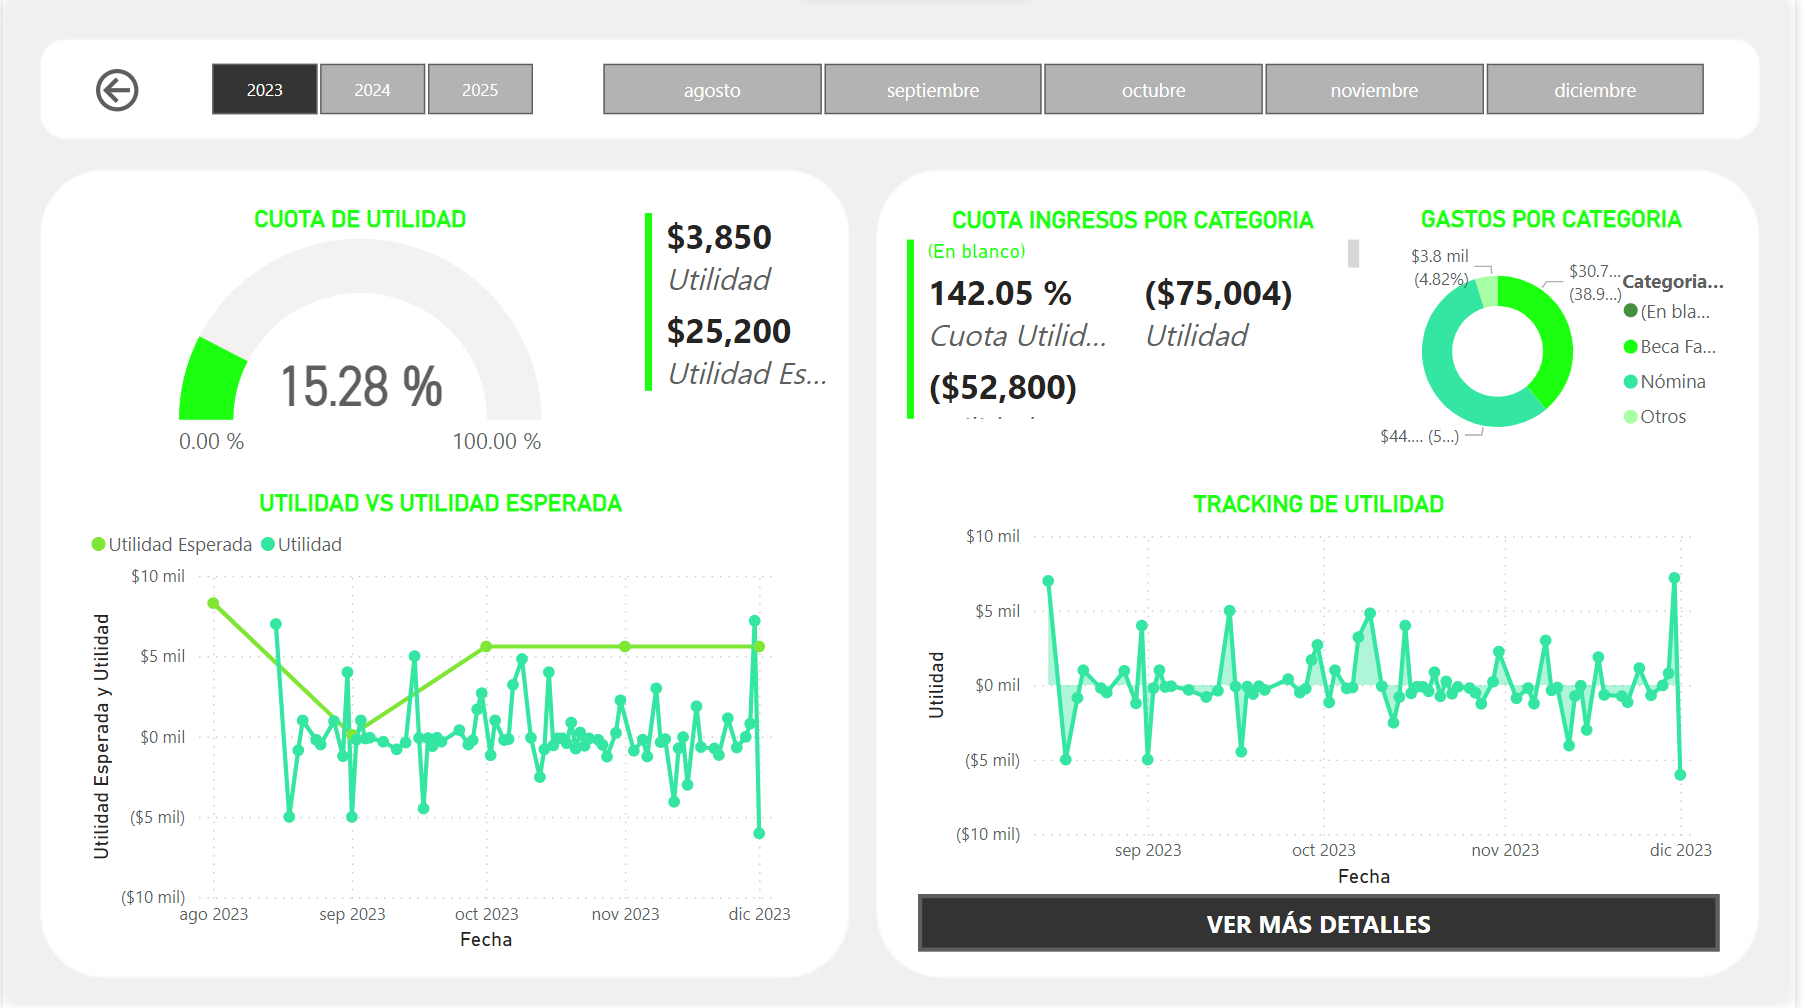 2023
2024
2025
agosto
septiembre
octubre
noviembre
diciembre
CUOTA DE UTILIDAD
15.28 %
0.00 %
100.00 %
$3,850
Utilidad
$25,200
Utilidad Es...
UTILIDAD VS UTILIDAD ESPERADA
Utilidad Esperada
Utilidad
Utilidad Esperada y Utilidad
$10 mil
$5 mil
$0 mil
($5 mil)
($10 mil)
ago 2023
sep 2023
oct 2023
nov 2023
dic 2023
Fecha
CUOTA INGRESOS POR CATEGORIA
(En blanco)
142.05 %
Cuota Utilid...
($75,004)
Utilidad
($52,800)
GASTOS POR CATEGORIA
$3.8 mil
(4.82%)
$30.7...
(38.9...)
$44.... (5...)
Categoria...
(En bla...
Beca Fa...
Nómina
Otros
TRACKING DE UTILIDAD
Utilidad
$10 mil
$5 mil
$0 mil
($5 mil)
($10 mil)
sep 2023
oct 2023
nov 2023
dic 2023
Fecha
VER MÁS DETALLES